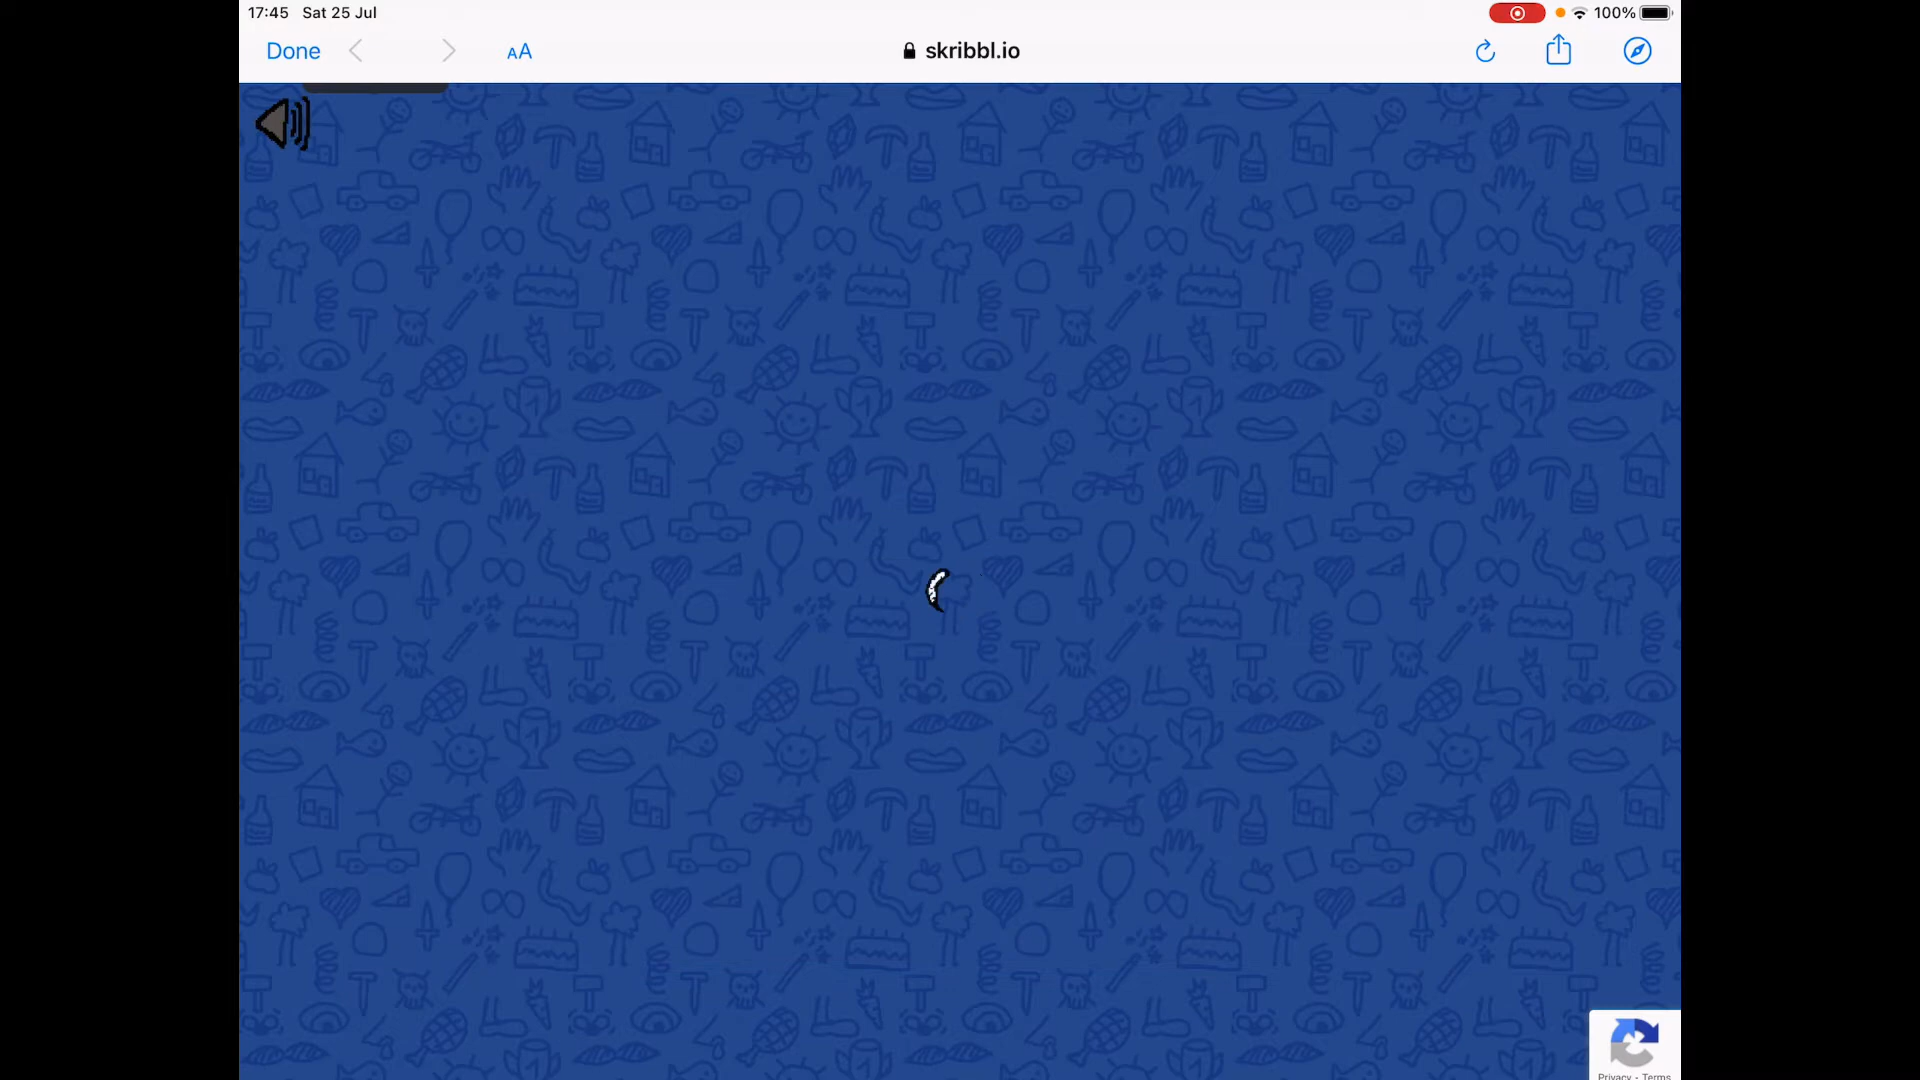 17:45 Sat 25 Jul
100%
Done
AA
skribbl.io
Privacy - Terms